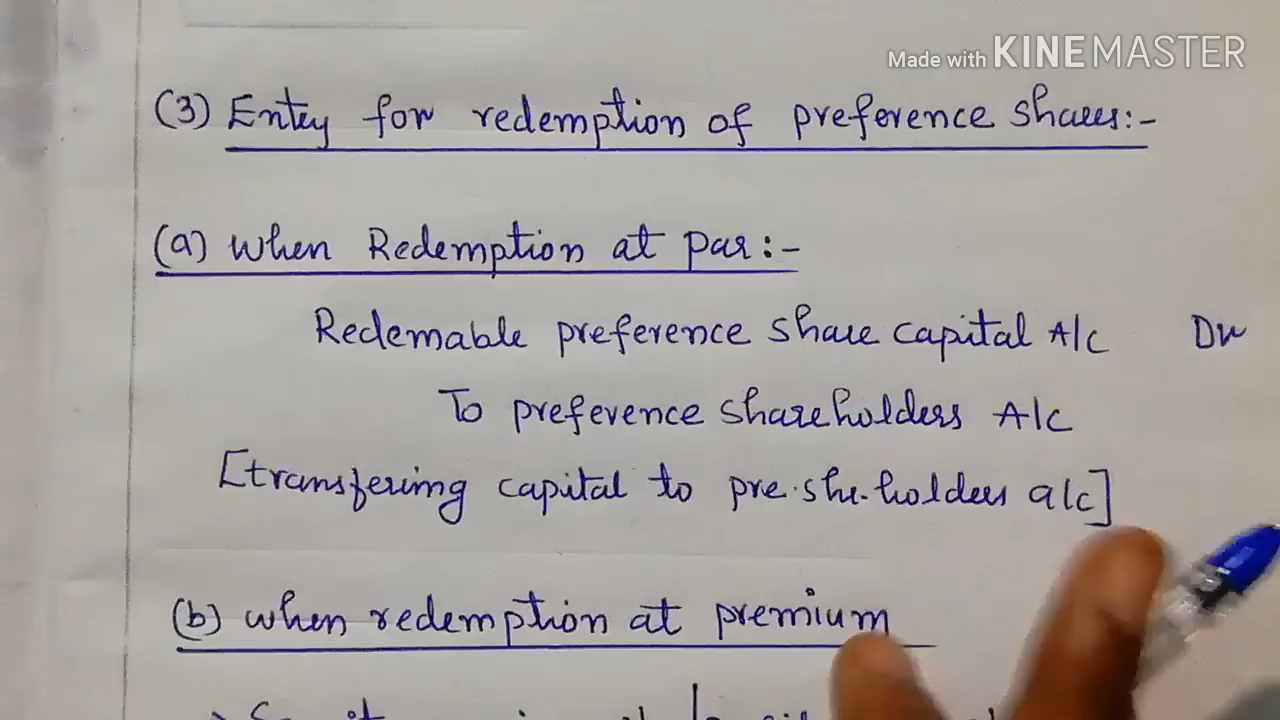 Made with KINEMASTER
(3) Entry for redemption of preference shares:-
(a) When Redemption at par:-
Redemable preference share capital A/c Dr
To preference shareholders A/c
[transfering capital to pre.sh.holders a/c]
(b) when redemption at premium